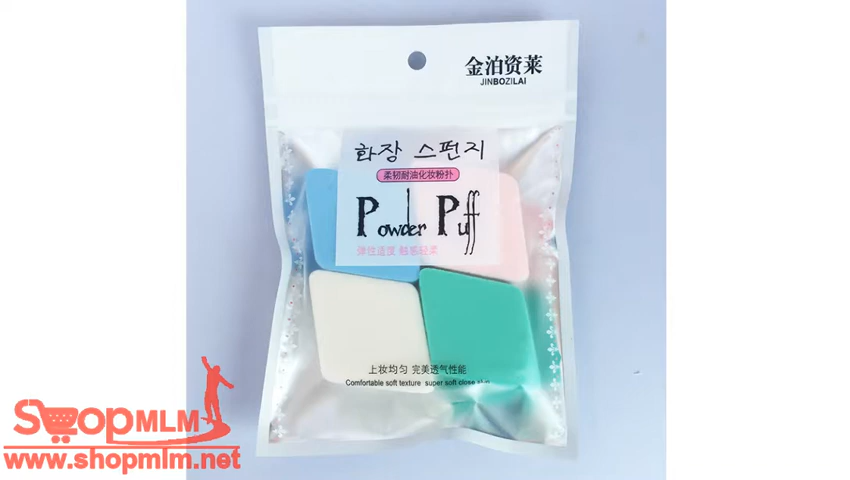 金泊资莱
JINBOZILAI
화장 스펀지
柔韧耐油化妆粉扑
Powder Puff
弹性适度 触感轻柔
上妆均匀 完美透气性能
Comfortable soft texture super soft close
ShopMLM
www.shopmlm.net